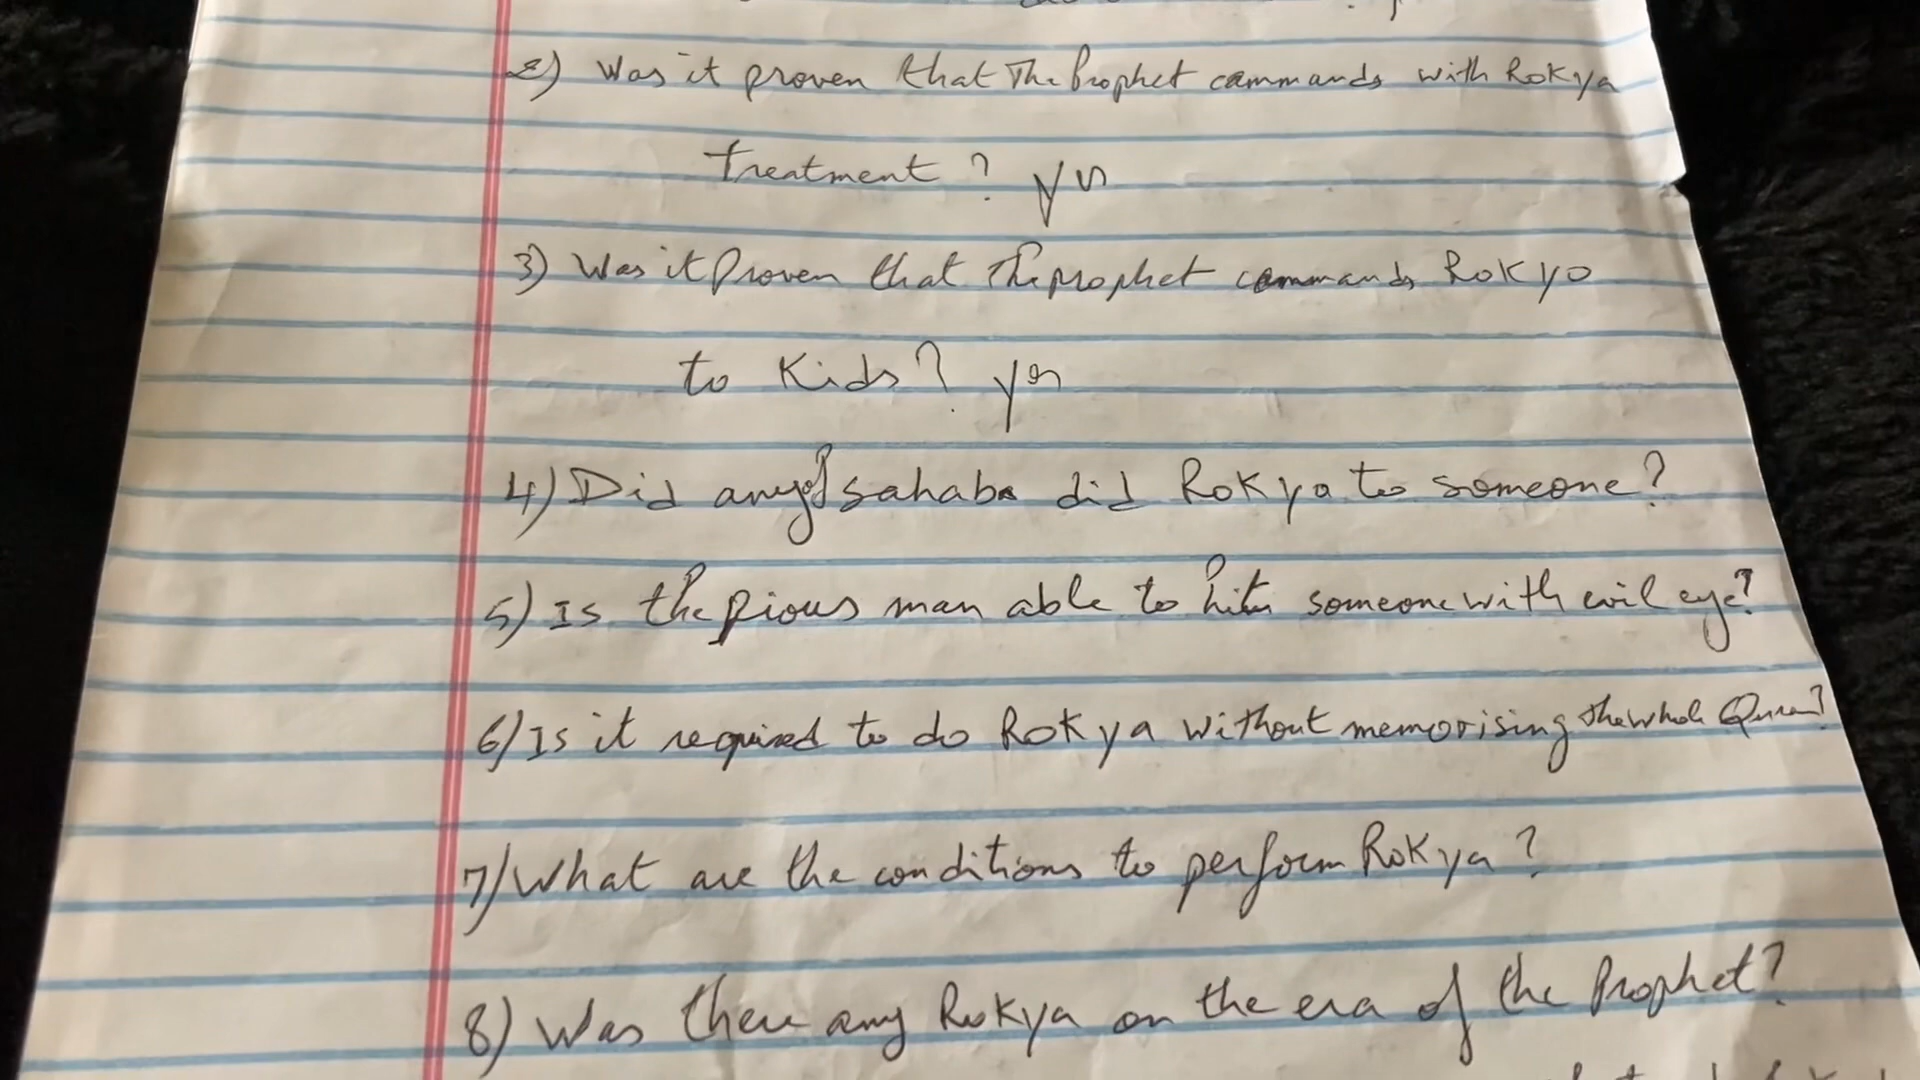 2) Was it proven that The Prophet commands with Rokya
Treatment? yes
3) Was it Proven that The prophet commands Rokya
to Kids? yes
4) Did any of sahaba did Rokya to someone?
5) Is the pious man able to hit someone with evil eye?
6) Is it required to do Rokya without memorising the whole Quran?
7) What are the conditions to perform Rokya?
8) Was there any Rokya on the era of the Prophet?